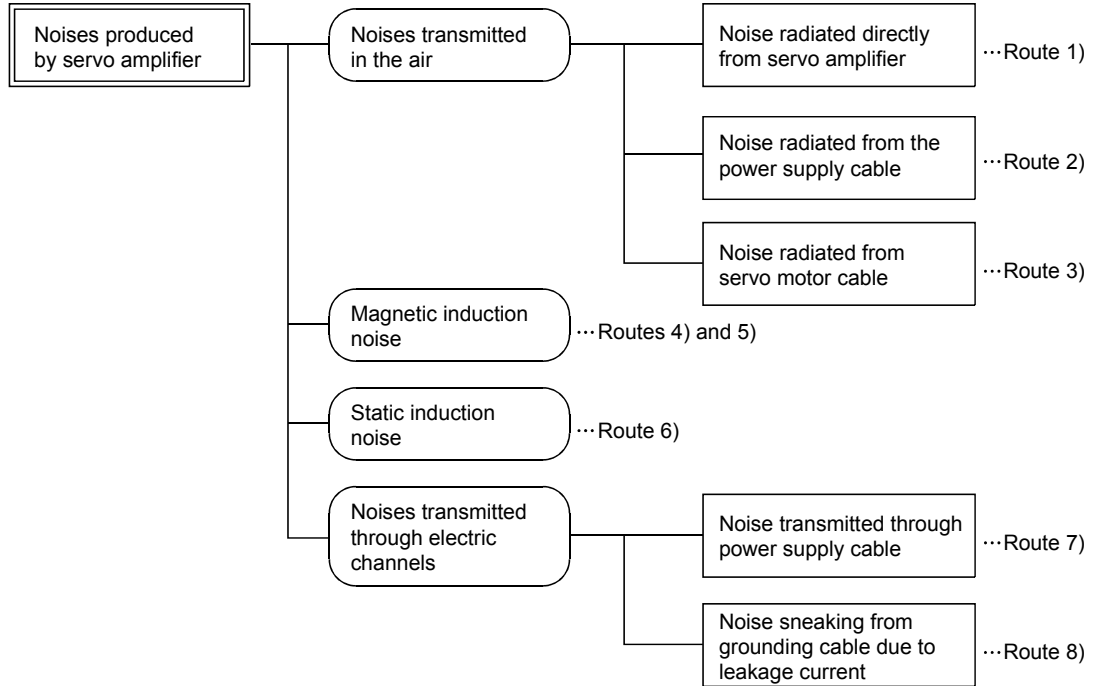 Noises produced
by servo amplifier
Noises transmitted
in the air
Noise radiated directly
from servo amplifier
…Route 1)
Noise radiated from the
power supply cable
…Route 2)
Noise radiated from
servo motor cable
…Route 3)
Magnetic induction
noise
…Routes 4) and 5)
Static induction
noise
…Route 6)
Noises transmitted
through electric
channels
Noise transmitted through
power supply cable
…Route 7)
Noise sneaking from
grounding cable due to
leakage current
…Route 8)